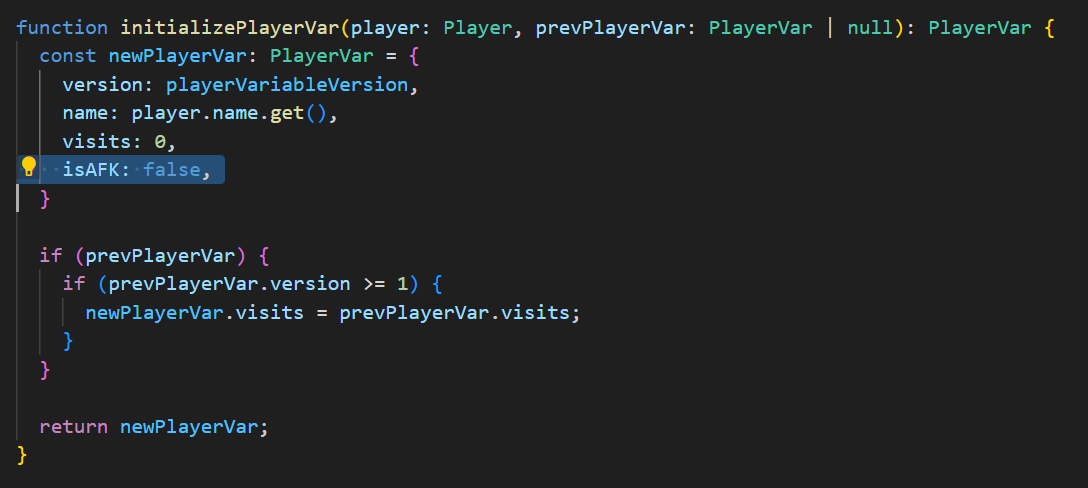 function initializePlayerVar(player: Player, prevPlayerVar: PlayerVar | null): PlayerVar {
  const newPlayerVar: PlayerVar = {
    version: playerVariableVersion,
    name: player.name.get(),
    visits: 0,
    isAFK: false,
  }

  if (prevPlayerVar) {
    if (prevPlayerVar.version >= 1) {
      newPlayerVar.visits = prevPlayerVar.visits;
    }
  }

  return newPlayerVar;
}